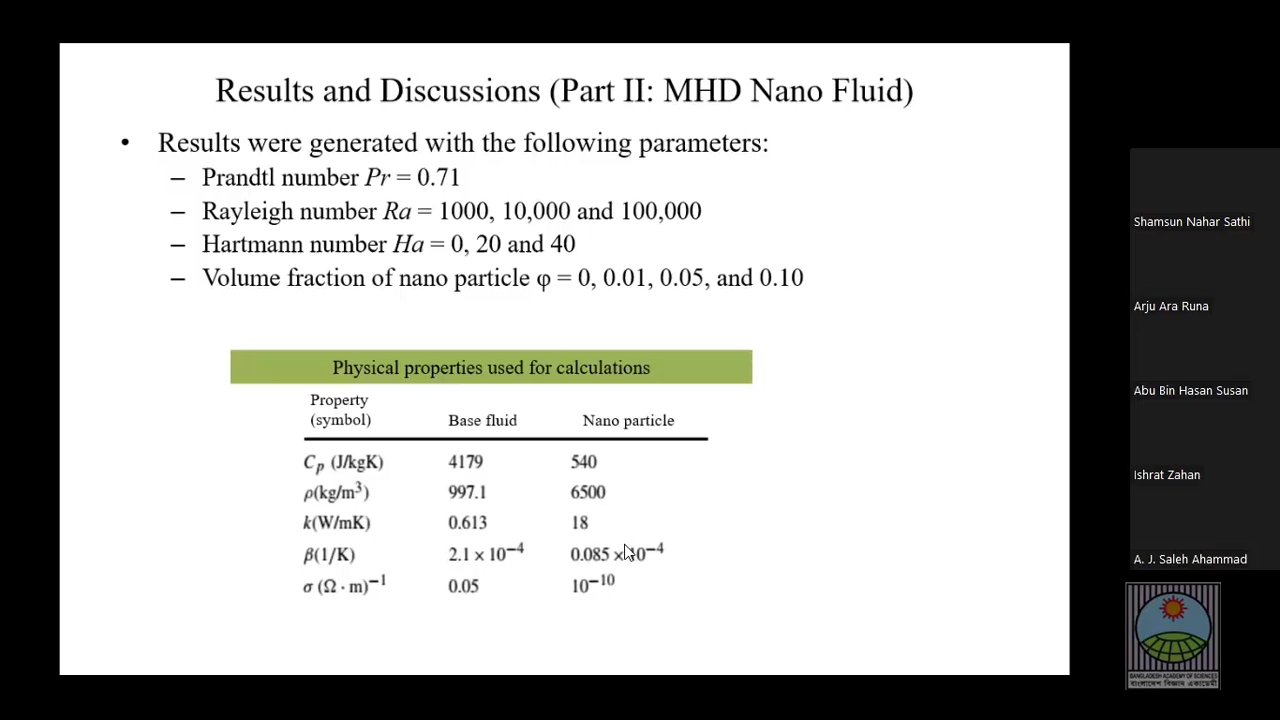 Results and Discussions (Part II: MHD Nano Fluid)
• Results were generated with the following parameters:
– Prandtl number Pr = 0.71
– Rayleigh number Ra = 1000, 10,000 and 100,000
– Hartmann number Ha = 0, 20 and 40
– Volume fraction of nano particle φ = 0, 0.01, 0.05, and 0.10
Physical properties used for calculations
Property (symbol) Base fluid Nano particle
Cp (J/kgK) 4179 540
ρ(kg/m³) 997.1 6500
k(W/mK) 0.613 18
β(1/K) 2.1 × 10⁻⁴ 0.085 × 10⁻⁴
σ (Ω · m)⁻¹ 0.05 10⁻¹⁰
Shamsun Nahar Sathi
Arju Ara Runa
Abu Bin Hasan Susan
Ishrat Zahan
A. J. Saleh Ahammad
BANGLADESH ACADEMY OF SCIENCES
বাংলাদেশ বিজ্ঞান একাডেমী